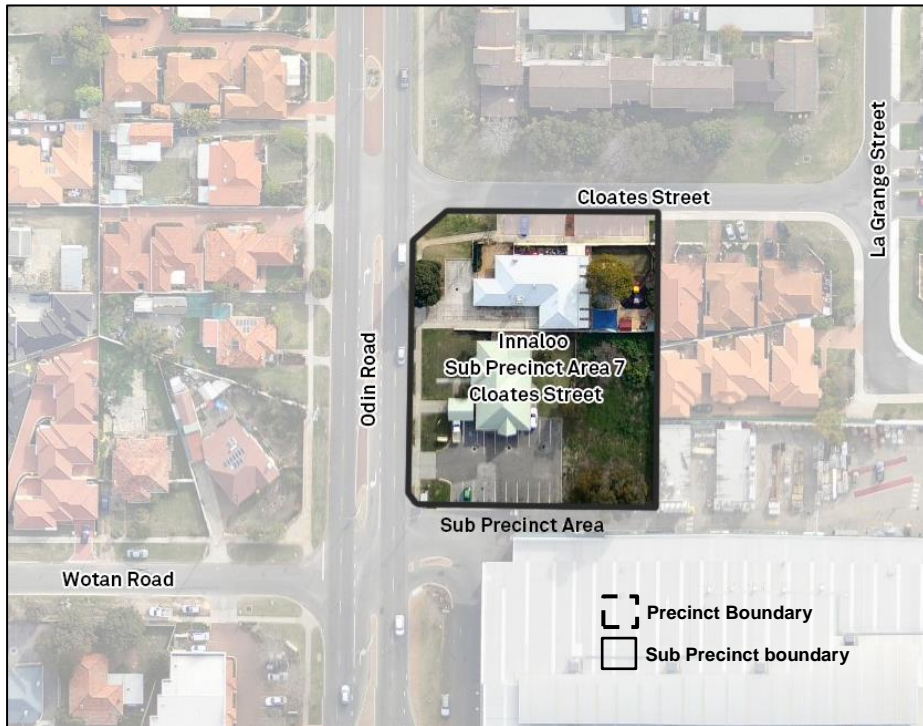 Cloates Street
La Grange Street
Innaloo
Sub Precinct Area 7
Cloates Street
Odin Road
Sub Precinct Area
Wotan Road
Precinct Boundary
Sub Precinct boundary